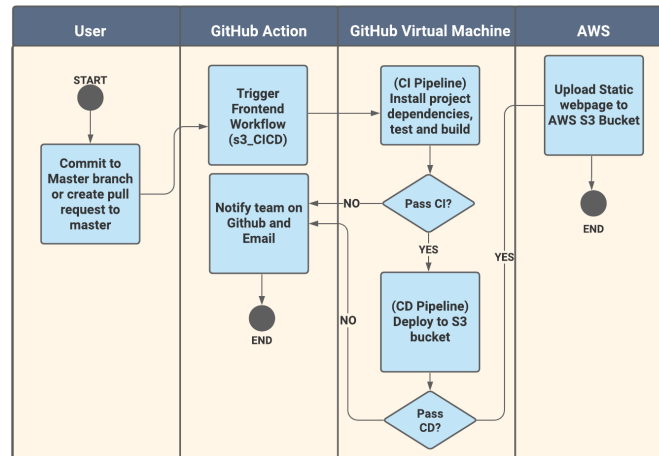 User
GitHub Action
GitHub Virtual Machine
AWS
START
Commit to
Master branch
or create pull
request to
master
Trigger
Frontend
Workflow
(s3_CICD)
Notify team on
Github and
Email
END
(CI Pipeline)
Install project
dependencies,
test and build
Pass CI?
NO
YES
(CD Pipeline)
Deploy to S3
bucket
Pass
CD?
NO
YES
Upload Static
webpage to
AWS S3 Bucket
END